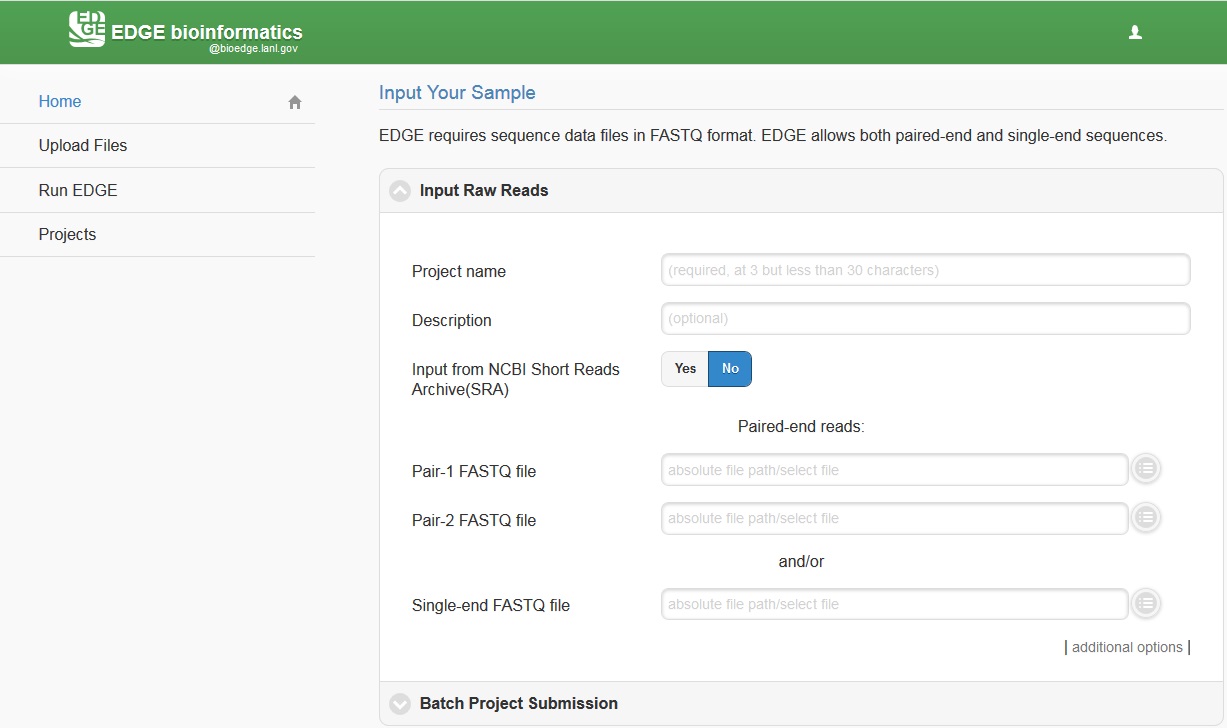 ED
GE
EDGE bioinformatics
@bioedge.lanl.gov
Home
Upload Files
Run EDGE
Projects
Input Your Sample
EDGE requires sequence data files in FASTQ format. EDGE allows both paired-end and single-end sequences.
Input Raw Reads
Project name
(required, at 3 but less than 30 characters)
Description
(optional)
Input from NCBI Short Reads
Archive(SRA)
Yes No
Paired-end reads:
Pair-1 FASTQ file
absolute file path/select file
Pair-2 FASTQ file
absolute file path/select file
and/or
Single-end FASTQ file
absolute file path/select file
| additional options |
Batch Project Submission